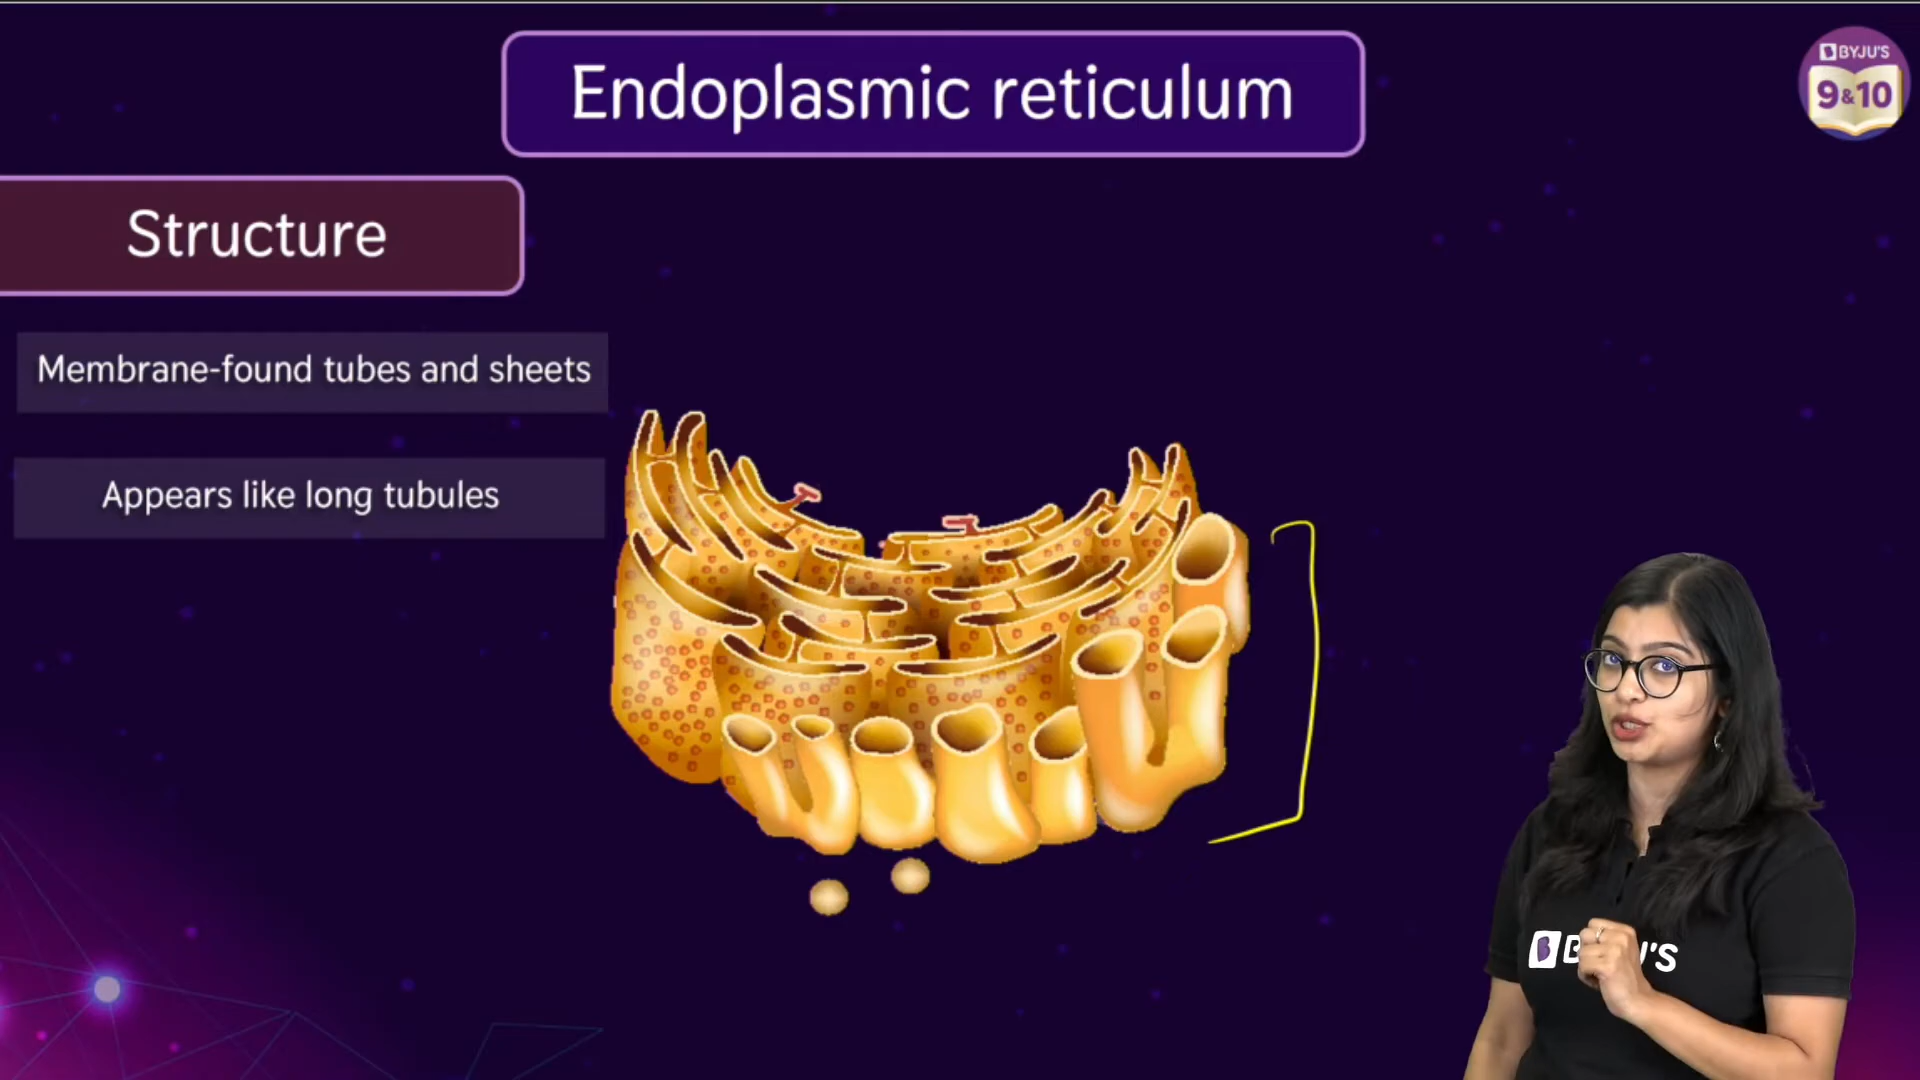 Endoplasmic reticulum
BYJU'S
9&10
Structure
Membrane-found tubes and sheets
Appears like long tubules